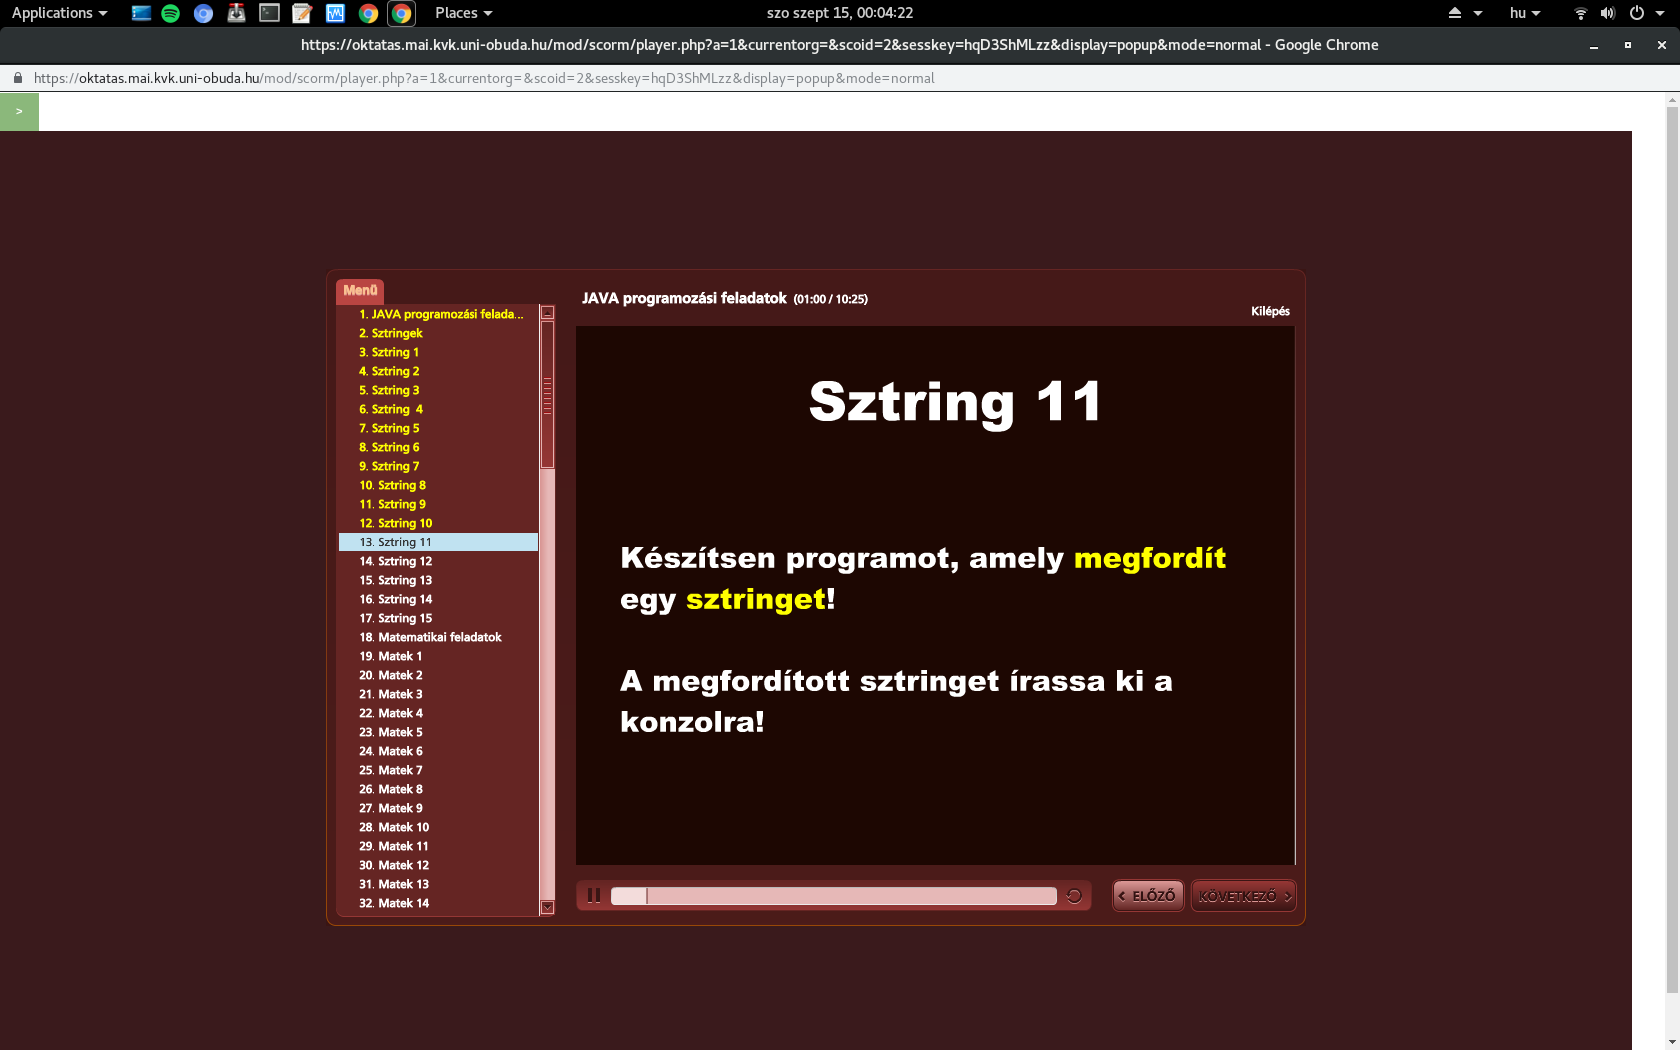 Applications
Places
szo szept 15, 00:04:22
hu
https://oktatas.mai.kvk.uni-obuda.hu/mod/scorm/player.php?a=1&currentorg=&scoid=2&sesskey=hqD3ShMLzz&display=popup&mode=normal - Google Chrome
https://oktatas.mai.kvk.uni-obuda.hu/mod/scorm/player.php?a=1&currentorg=&scoid=2&sesskey=hqD3ShMLzz&display=popup&mode=normal
>
Menü
1. JAVA programozási felada...
2. Sztringek
3. Sztring 1
4. Sztring 2
5. Sztring 3
6. Sztring 4
7. Sztring 5
8. Sztring 6
9. Sztring 7
10. Sztring 8
11. Sztring 9
12. Sztring 10
13. Sztring 11
14. Sztring 12
15. Sztring 13
16. Sztring 14
17. Sztring 15
18. Matematikai feladatok
19. Matek 1
20. Matek 2
21. Matek 3
22. Matek 4
23. Matek 5
24. Matek 6
25. Matek 7
26. Matek 8
27. Matek 9
28. Matek 10
29. Matek 11
30. Matek 12
31. Matek 13
32. Matek 14
JAVA programozási feladatok (01:00 / 10:25)
Kilépés
Sztring 11
Készítsen programot, amely megfordít
egy sztringet!
A megfordított sztringet írassa ki a
konzolra!
< ELŐZŐ
KÖVETKEZŐ >